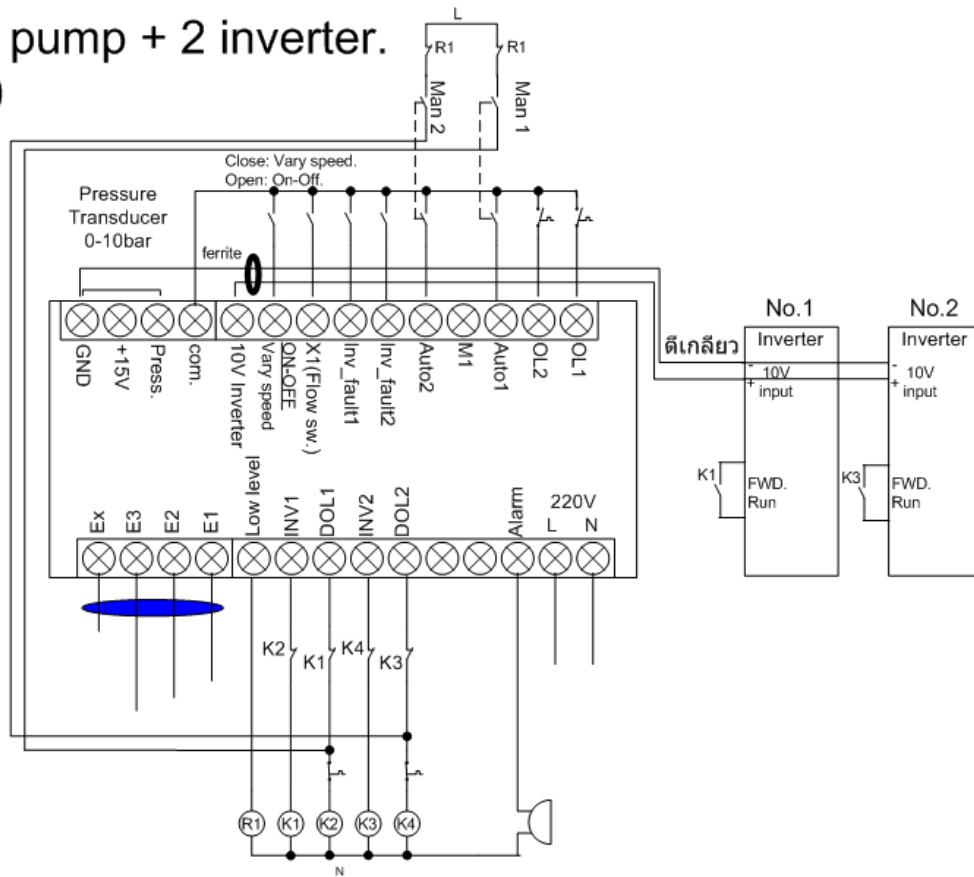 pump + 2 inverter.
)
L
R1
R1
Man 2
Man 1
Close: Vary speed.
Open: On-Off.
Pressure
Transducer
0-10bar
ferrite
GND
+15V
Press.
com.
10V Inverter
Vary speed
ON-OFF
X1(Flow sw.)
Inv_fault1
Inv_fault2
Auto2
M1
Auto1
OL2
OL1
ตีเกลียว
No.1
Inverter
-
10V
+ input
K1
FWD.
Run
No.2
Inverter
-
10V
+ input
K3
FWD.
Run
Ex
E3
E2
E1
Low level
INV1
DOL1
INV2
DOL2
Alarm
220V
L
N
K2
K1
K4
K3
R1
K1
K2
K3
K4
N